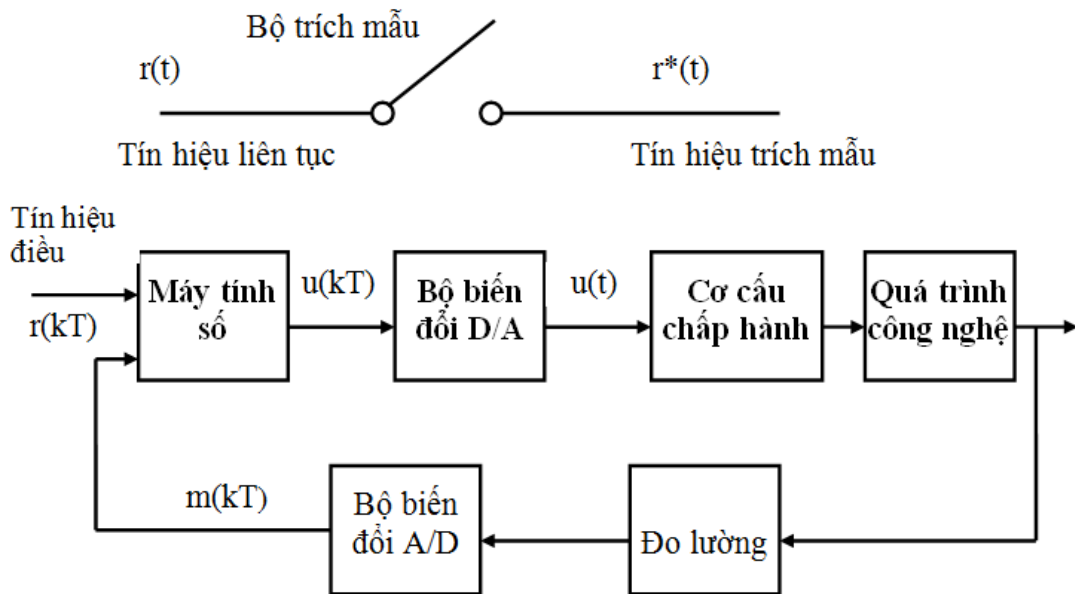 Bộ trích mẫu
r(t)
r*(t)
Tín hiệu liên tục
Tín hiệu trích mẫu
Tín hiệu
điều
r(kT)
Máy tính
số
u(kT)
Bộ biến
đổi D/A
u(t)
Cơ cấu
chấp hành
Quá trình
công nghệ
m(kT)
Bộ biến
đổi A/D
Đo lường